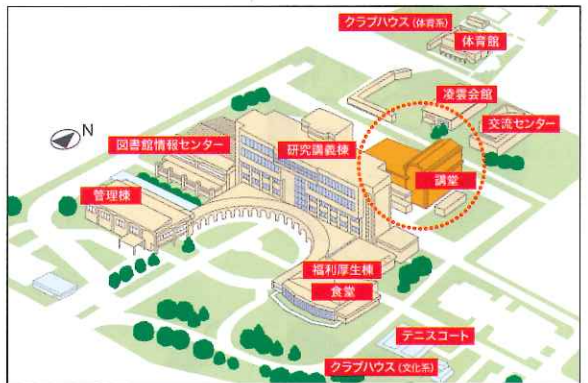 クラブハウス(体育系)
体育館
凌雲会館
交流センター
N
図書館情報センター
研究講義棟
講堂
管理棟
福利厚生棟
食堂
テニスコート
クラブハウス(文化系)